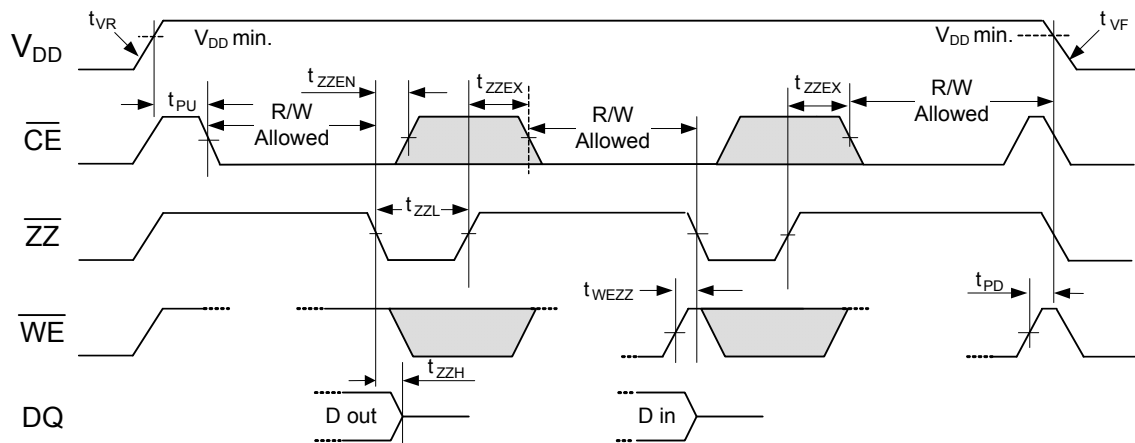 tVR
VDD min.
VDD min.
tVF
VDD
tZZEN
tZZEX
tZZEX
tPU
R/W
Allowed
R/W
Allowed
R/W
Allowed
CE
tZZL
ZZ
tWEZZ
tPD
WE
tZZH
DQ
D out
D in